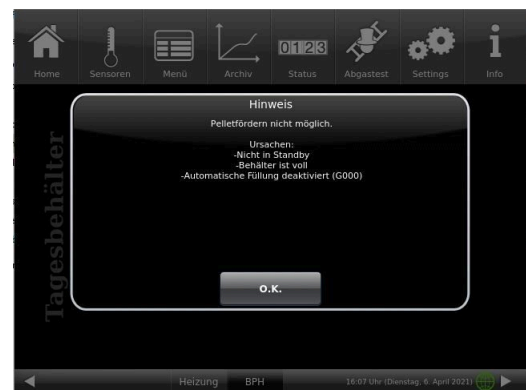 Home
Sensoren
Menü
Archiv
0123
Status
Abgastest
Settings
i
Info
Tagesbehälter
Hinweis
Pelletfördern nicht möglich.
Ursachen:
-Nicht in Standby
-Behälter ist voll
-Automatische Füllung deaktiviert (G000)
O.K.
Heizung BPH 16:07 Uhr (Dienstag, 6. April 2021)